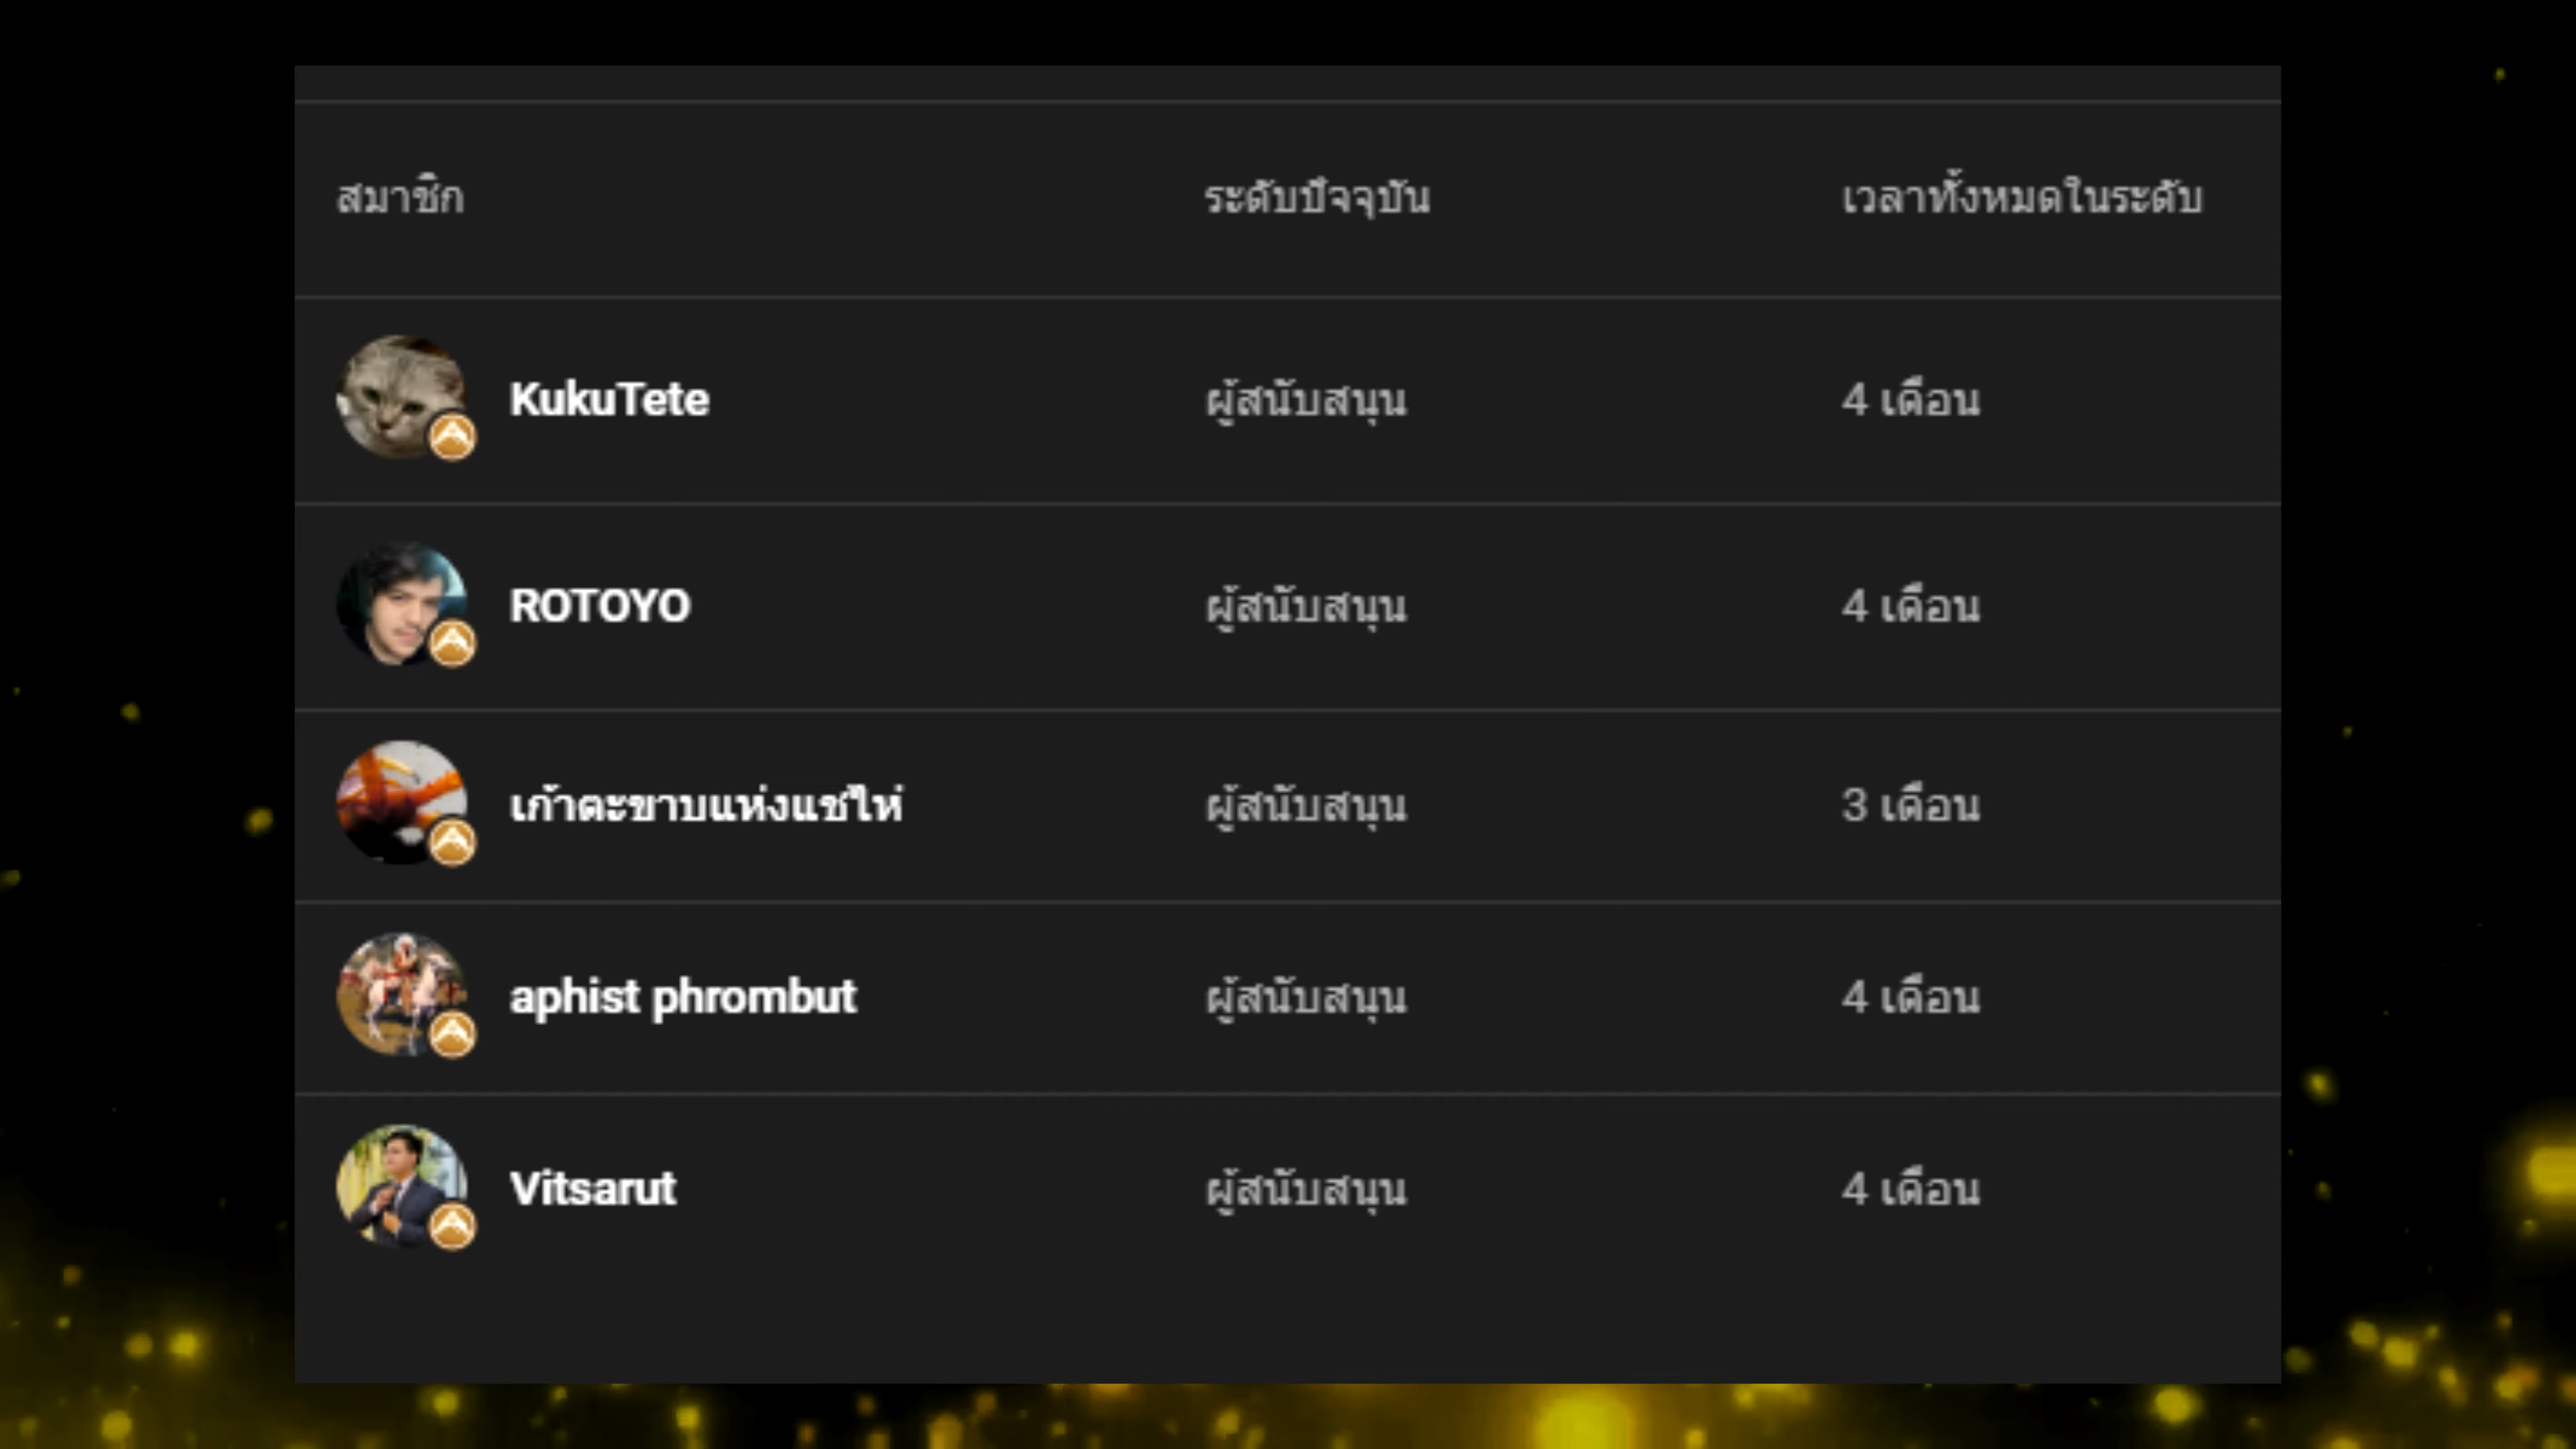 สมาชิก ระดับปัจจุบัน เวลาทั้งหมดในระดับ
KukuTete ผู้สนับสนุน 4 เดือน
ROTOYO ผู้สนับสนุน 4 เดือน
เก้าตะขาบแห่งแซ่ไห่ ผู้สนับสนุน 3 เดือน
aphist phrombut ผู้สนับสนุน 4 เดือน
Vitsarut ผู้สนับสนุน 4 เดือน